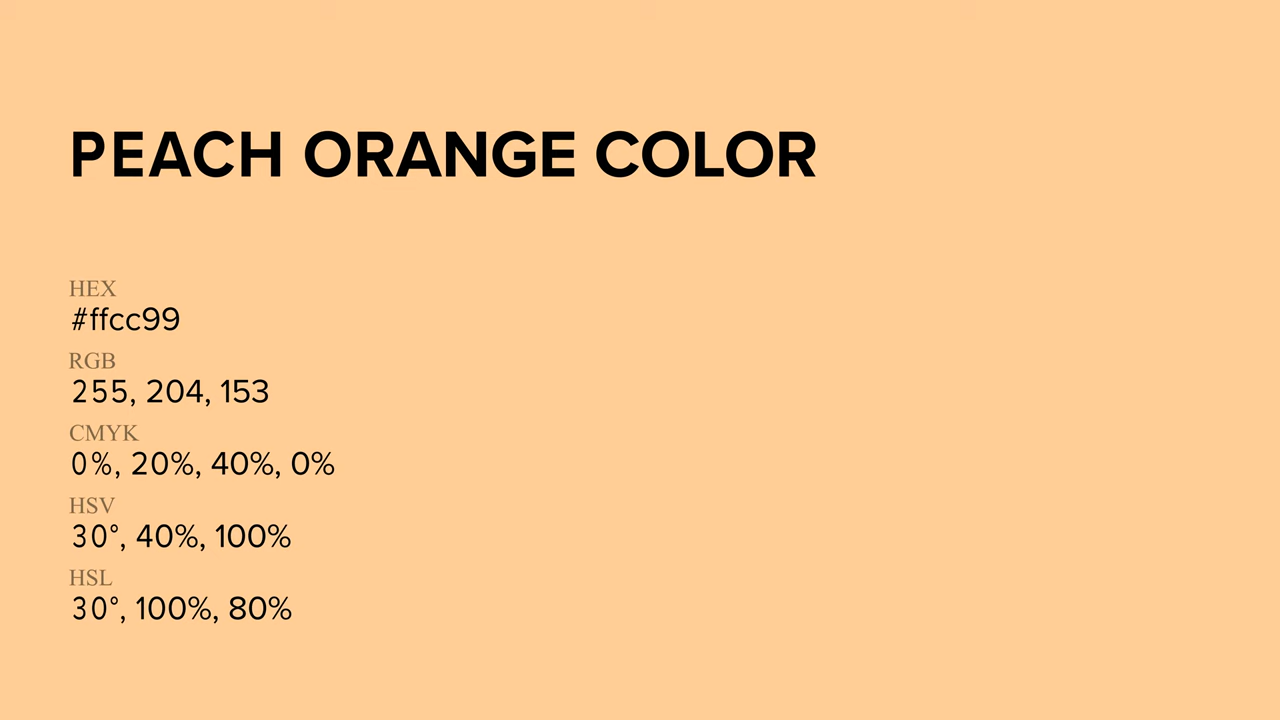 PEACH ORANGE COLOR
HEX
#ffcc99
RGB
255, 204, 153
CMYK
0%, 20%, 40%, 0%
HSV
30°, 40%, 100%
HSL
30°, 100%, 80%